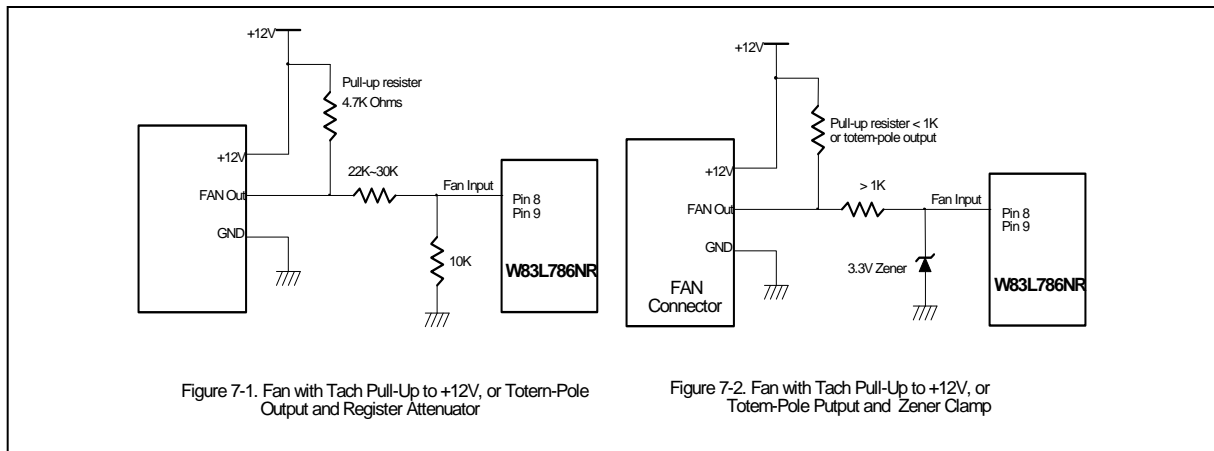 +12V
Pull-up resister
4.7K Ohms
+12V
FAN Out
GND
22K~30K
Fan Input
10K
Pin 8
Pin 9
W83L786NR
Figure 7-1. Fan with Tach Pull-Up to +12V, or Totern-Pole
Output and Register Attenuator
+12V
Pull-up resister < 1K
or totem-pole output
+12V
FAN Out
GND
FAN
Connector
> 1K
Fan Input
3.3V Zener
Pin 8
Pin 9
W83L786NR
Figure 7-2. Fan with Tach Pull-Up to +12V, or
Totem-Pole Putput and Zener Clamp